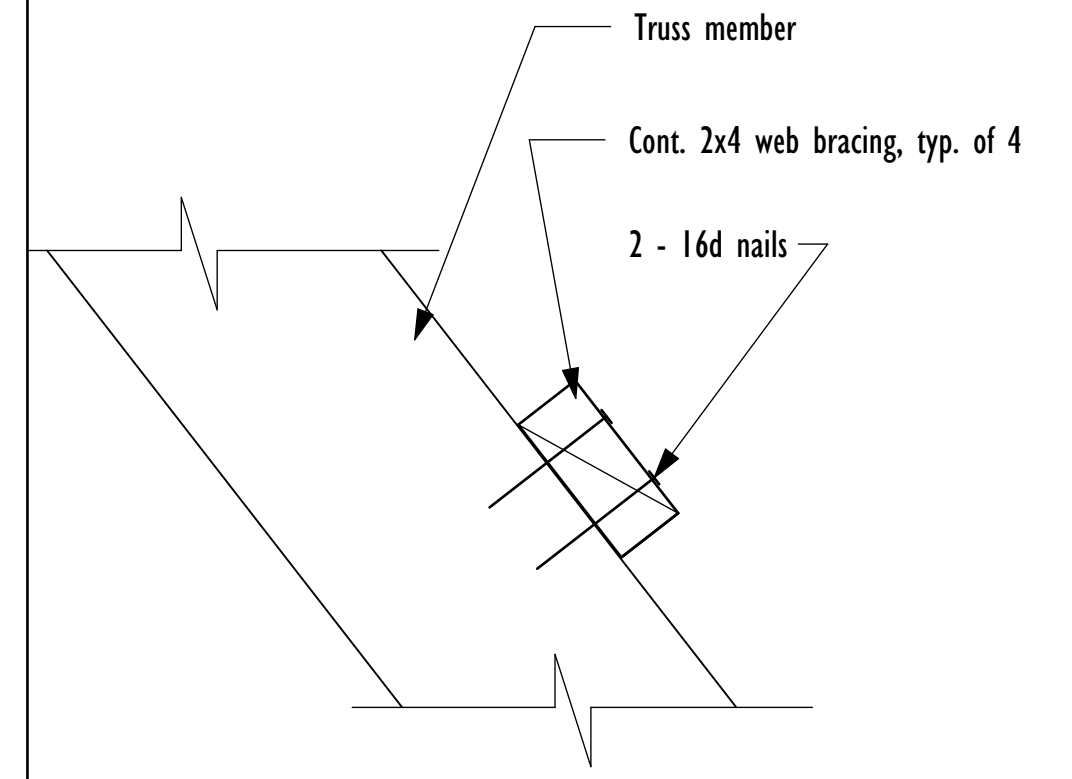 Truss member
Cont. 2x4 web bracing, typ. of 4
2 - 16d nails